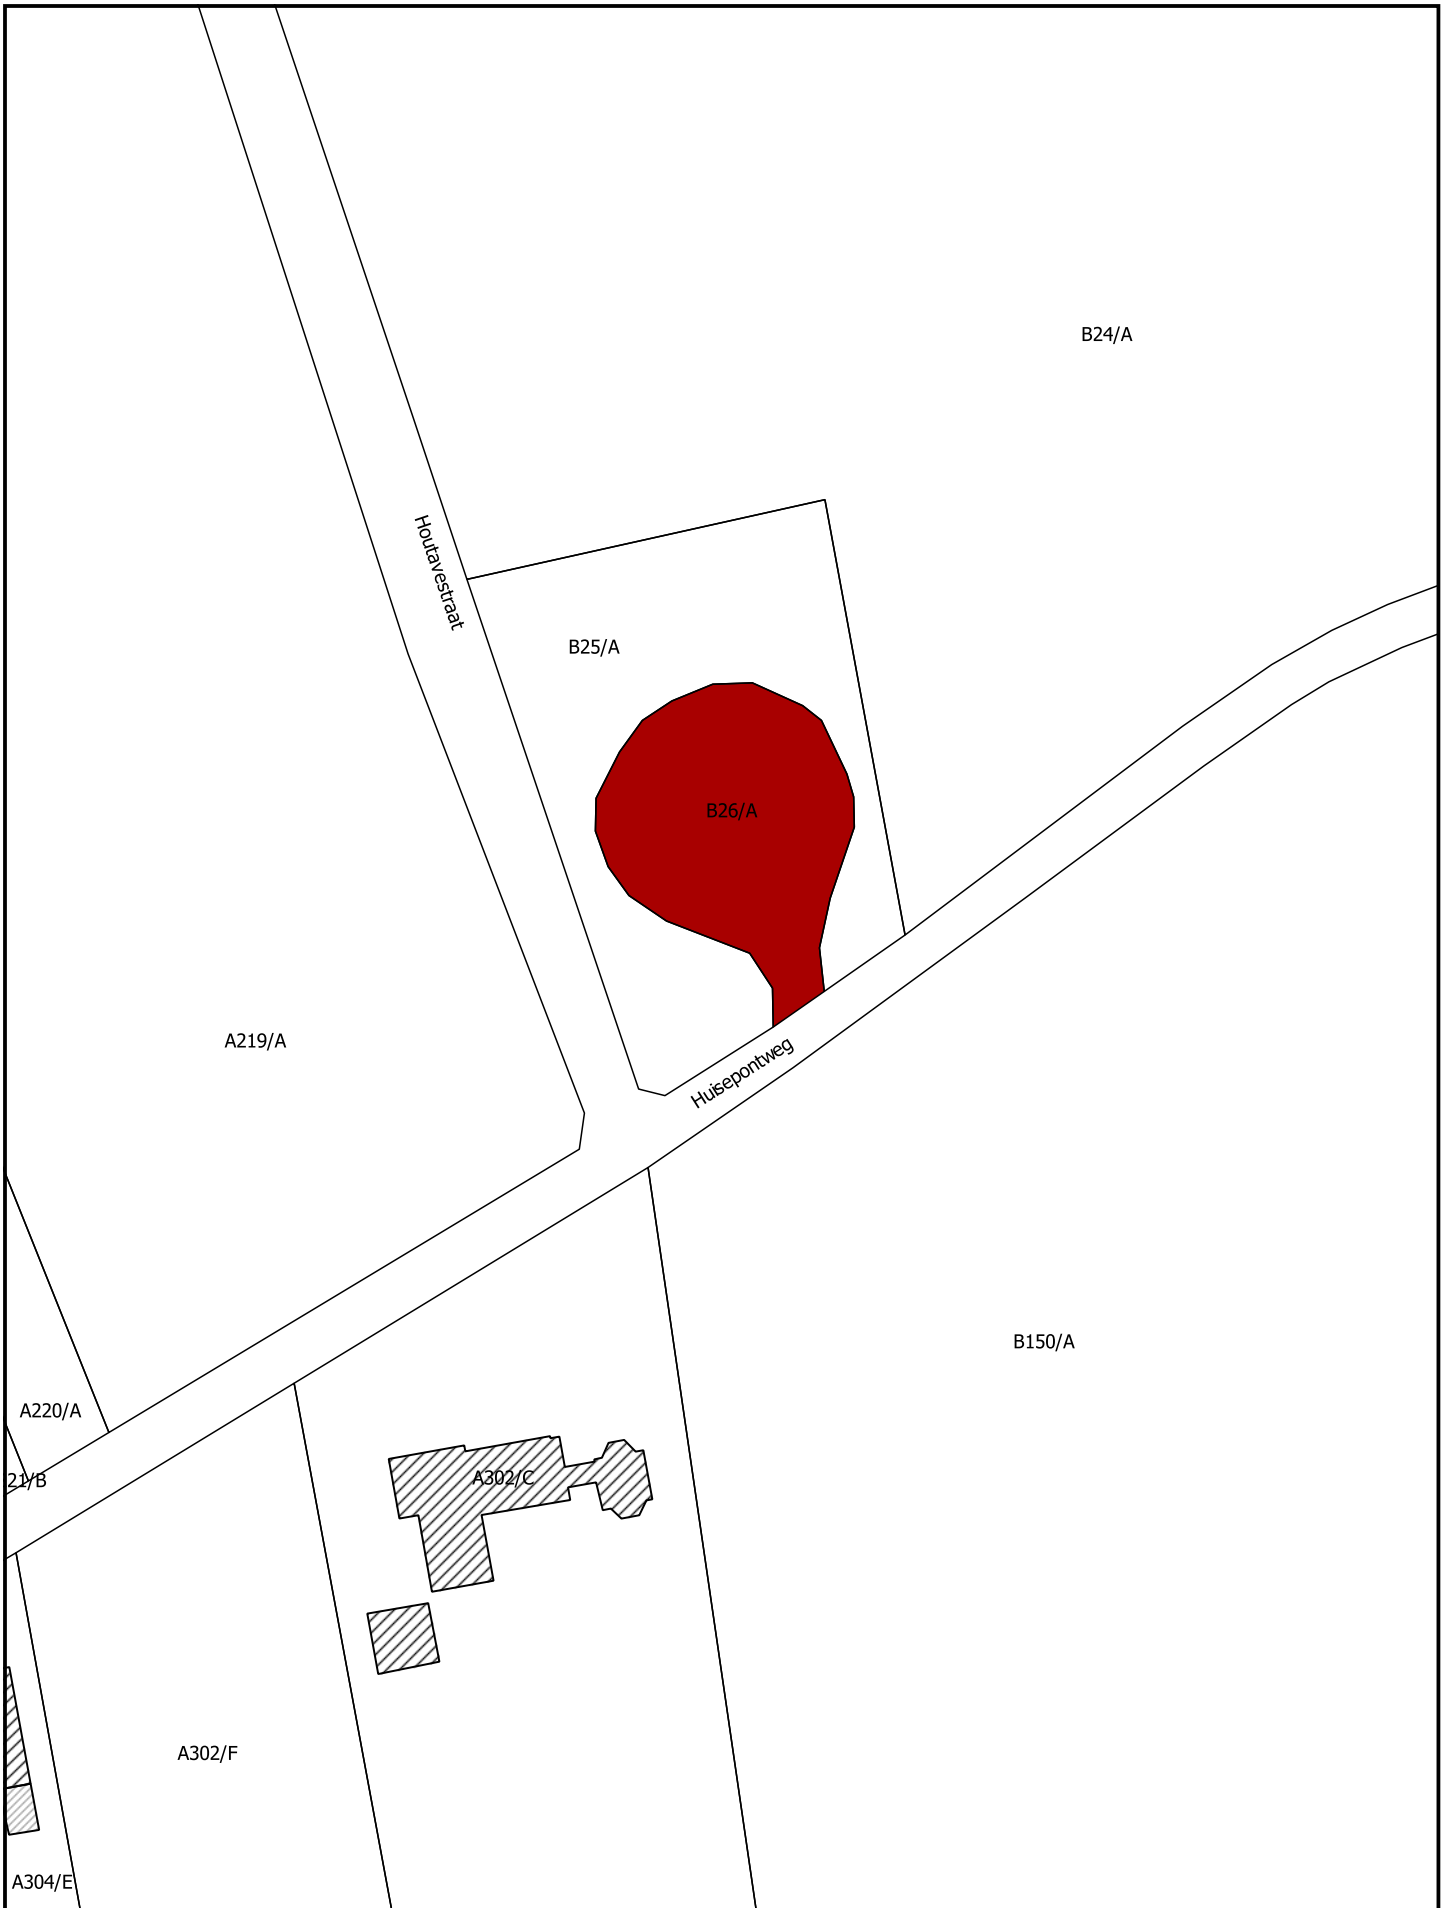 B24/A
Houtavestraat
B25/A
B26/A
A219/A
Huisepontweg
B150/A
A220/A
A302/C
21/B
A302/F
A304/E